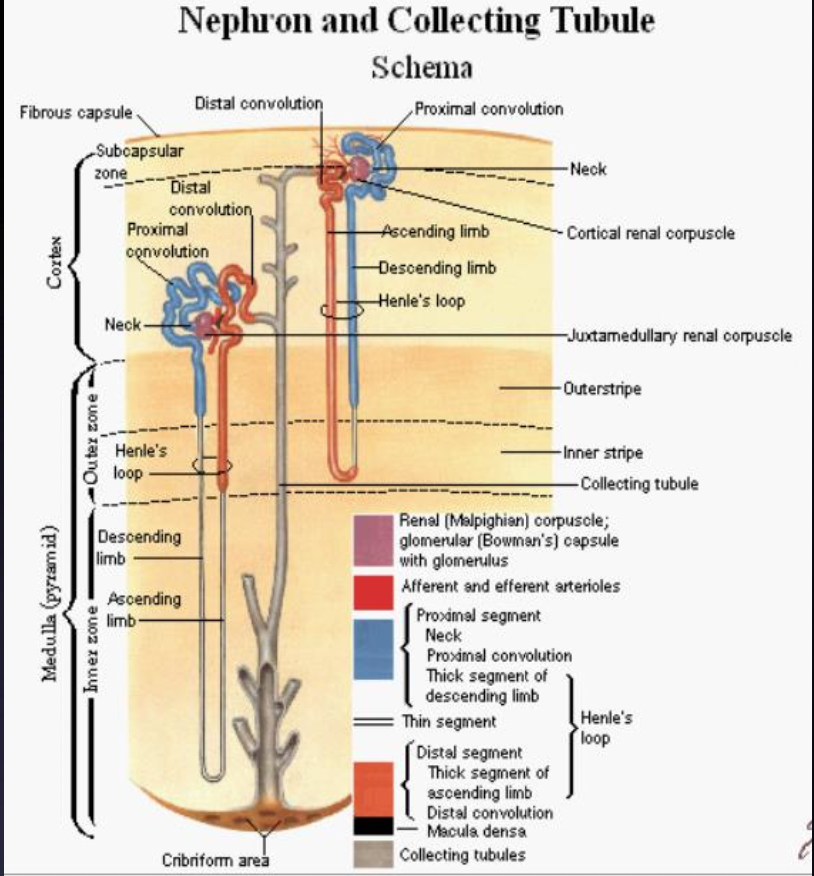 Nephron and Collecting Tubule
Schema
Fibrous capsule
Distal convolution
Proximal convolution
Subcapsular
zone
Neck
Distal
convolution
Proximal
convolution
Ascending limb
Cortical renal corpuscle
Cortex
Descending limb
Henle's loop
Neck
Juxtamedullary renal corpuscle
Outerstripe
Outer zone
Henle's
loop
Inner stripe
Collecting tubule
Medulla (pyramid)
Descending
limb
Ascending
limb
Inner zone
Cribriform area
Renal (Malpighian) corpuscle;
glomerular (Bowman's) capsule
with glomerulus
Afferent and efferent arterioles
Proximal segment
Neck
Proximal convolution
Thick segment of
descending limb
Thin segment
Henle's
loop
Distal segment
Thick segment of
ascending limb
Distal convolution
Macula densa
Collecting tubules